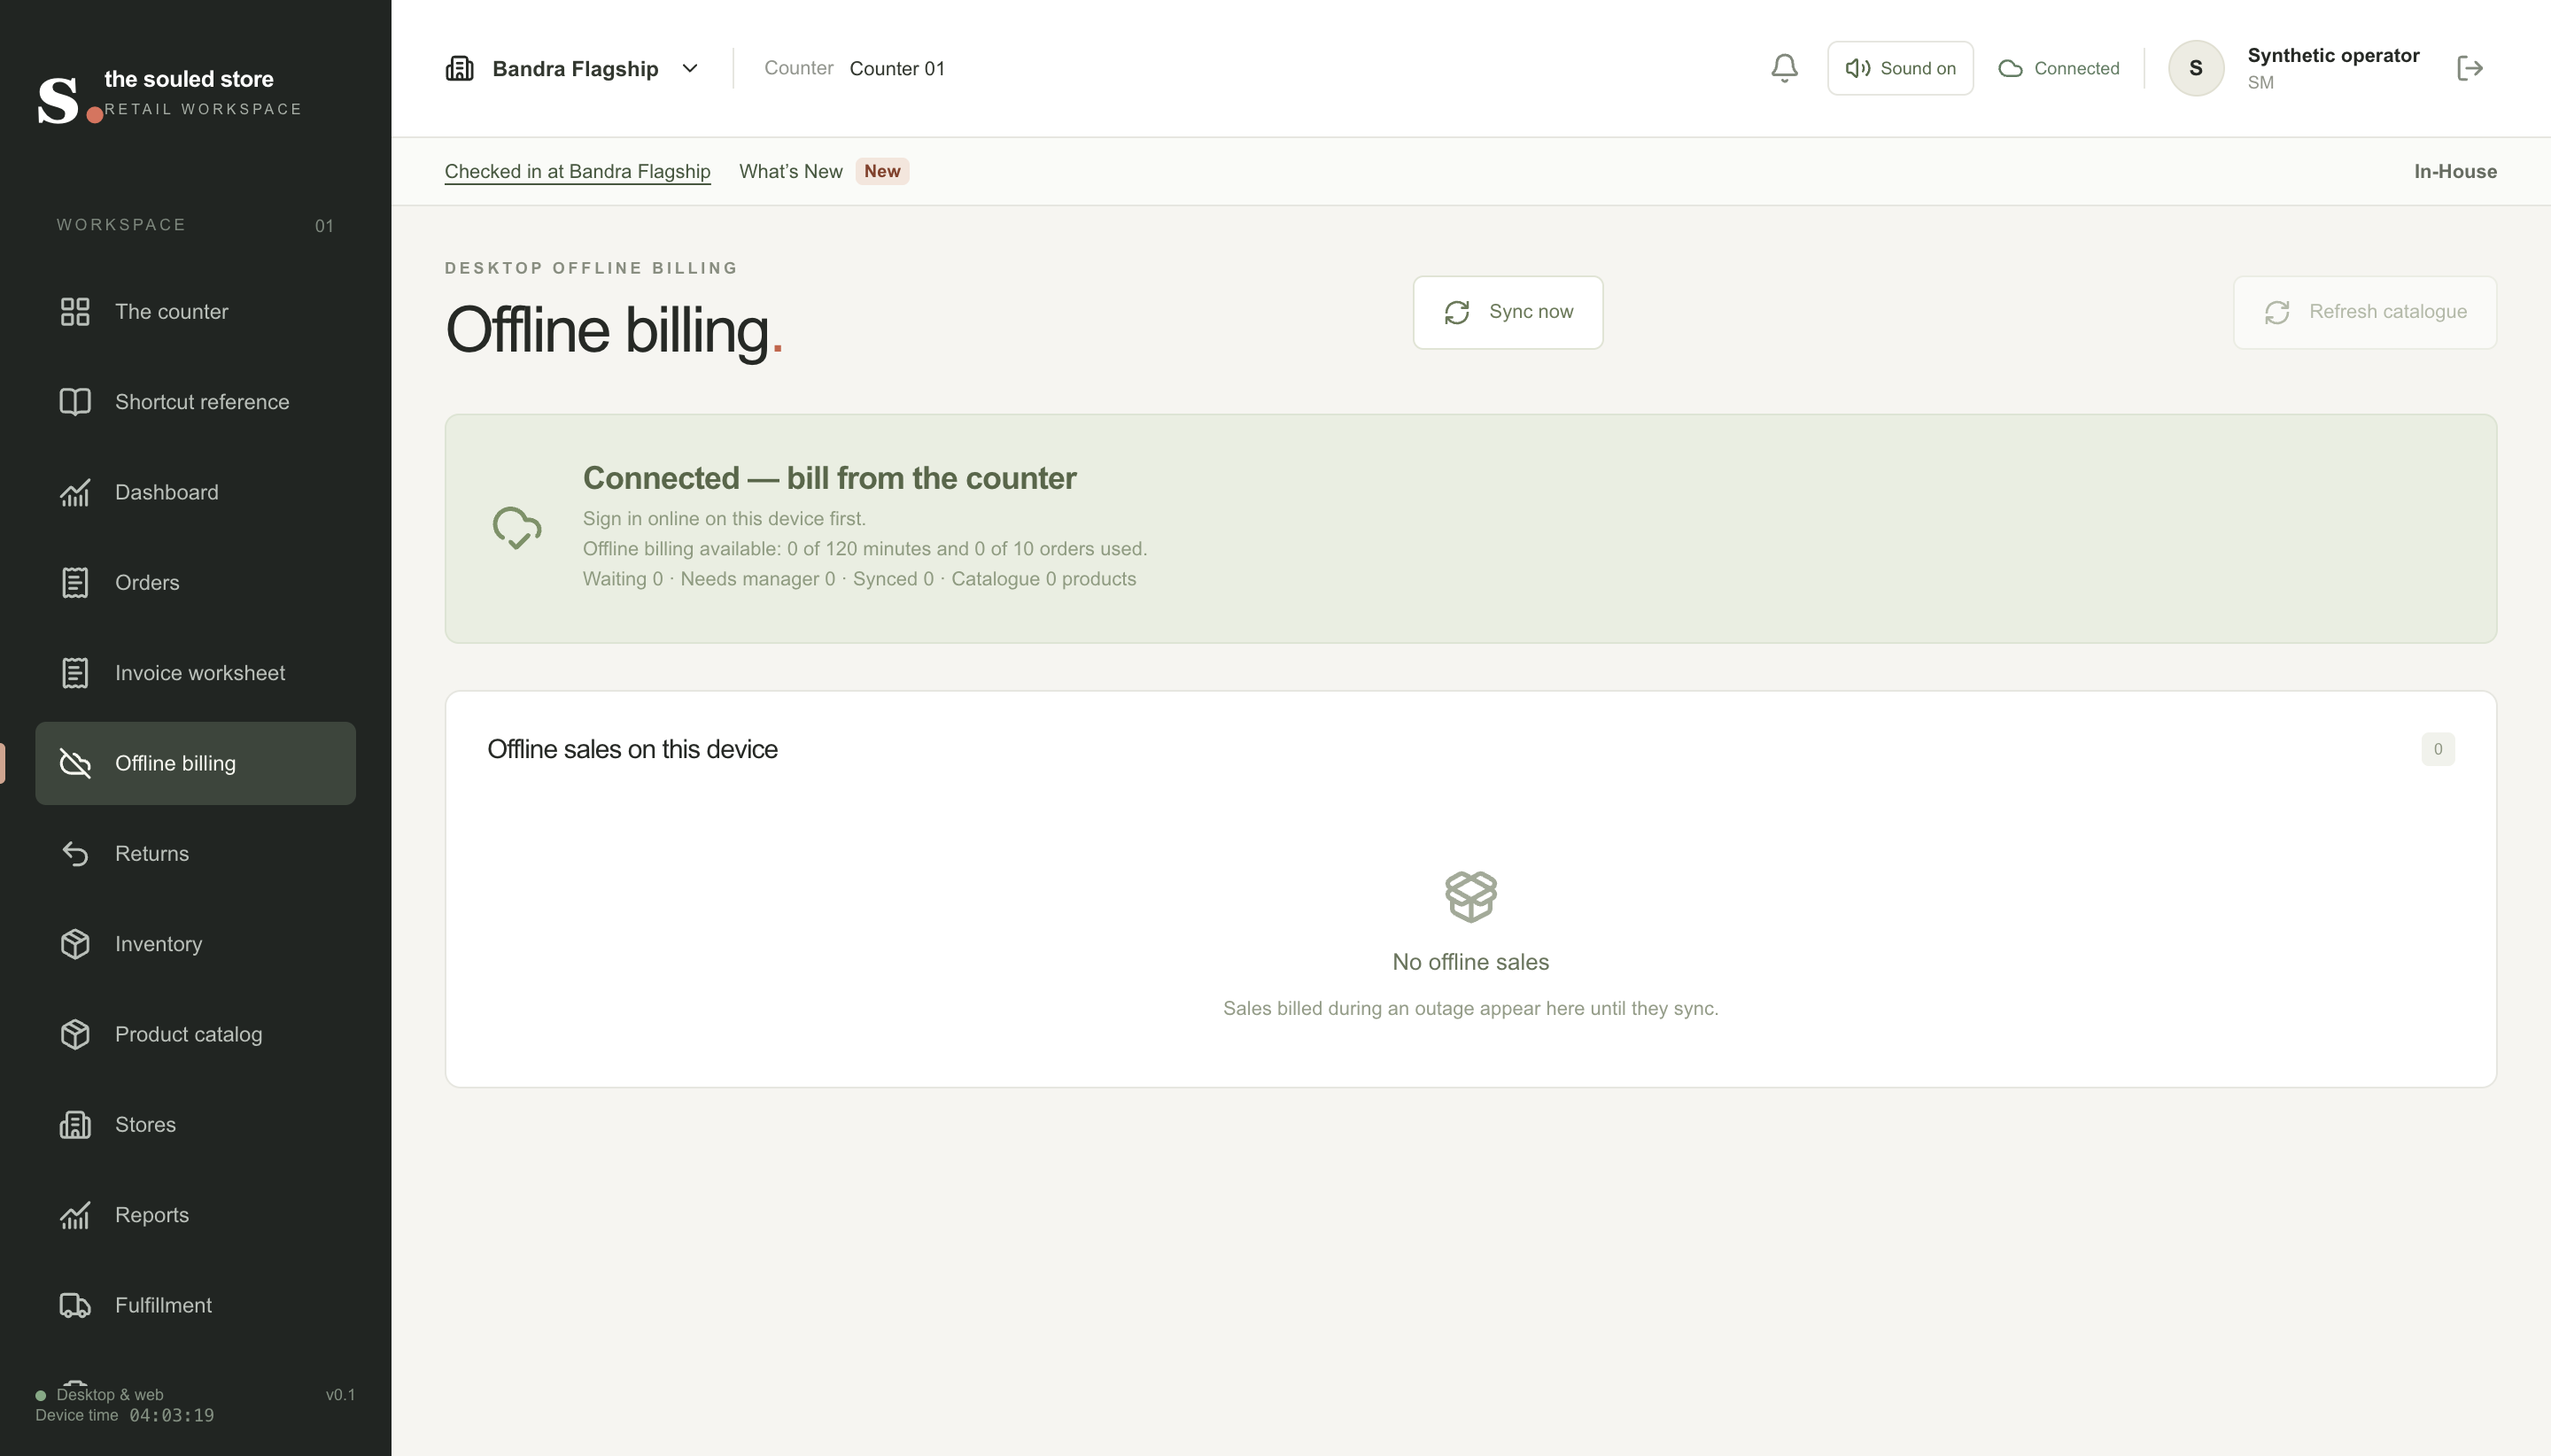 s.
the souled store
RETAIL WORKSPACE
WORKSPACE 01
The counter
Shortcut reference
Dashboard
Orders
Invoice worksheet
Offline billing
Returns
Inventory
Product catalog
Stores
Reports
Fulfillment
Desktop & web v0.1
Device time 04:03:19
Bandra Flagship Counter Counter 01
Sound on Connected S Synthetic operator
SM
Checked in at Bandra Flagship What’s New New In-House
DESKTOP OFFLINE BILLING
Offline billing.
Sync now Refresh catalogue
Connected — bill from the counter
Sign in online on this device first.
Offline billing available: 0 of 120 minutes and 0 of 10 orders used.
Waiting 0 · Needs manager 0 · Synced 0 · Catalogue 0 products
Offline sales on this device 0
No offline sales
Sales billed during an outage appear here until they sync.